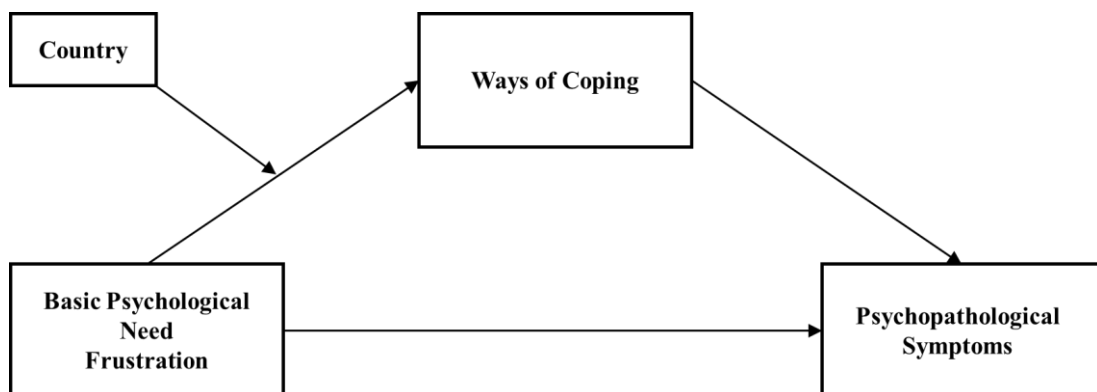 Country
Ways of Coping
Basic Psychological
Need
Frustration
Psychopathological
Symptoms